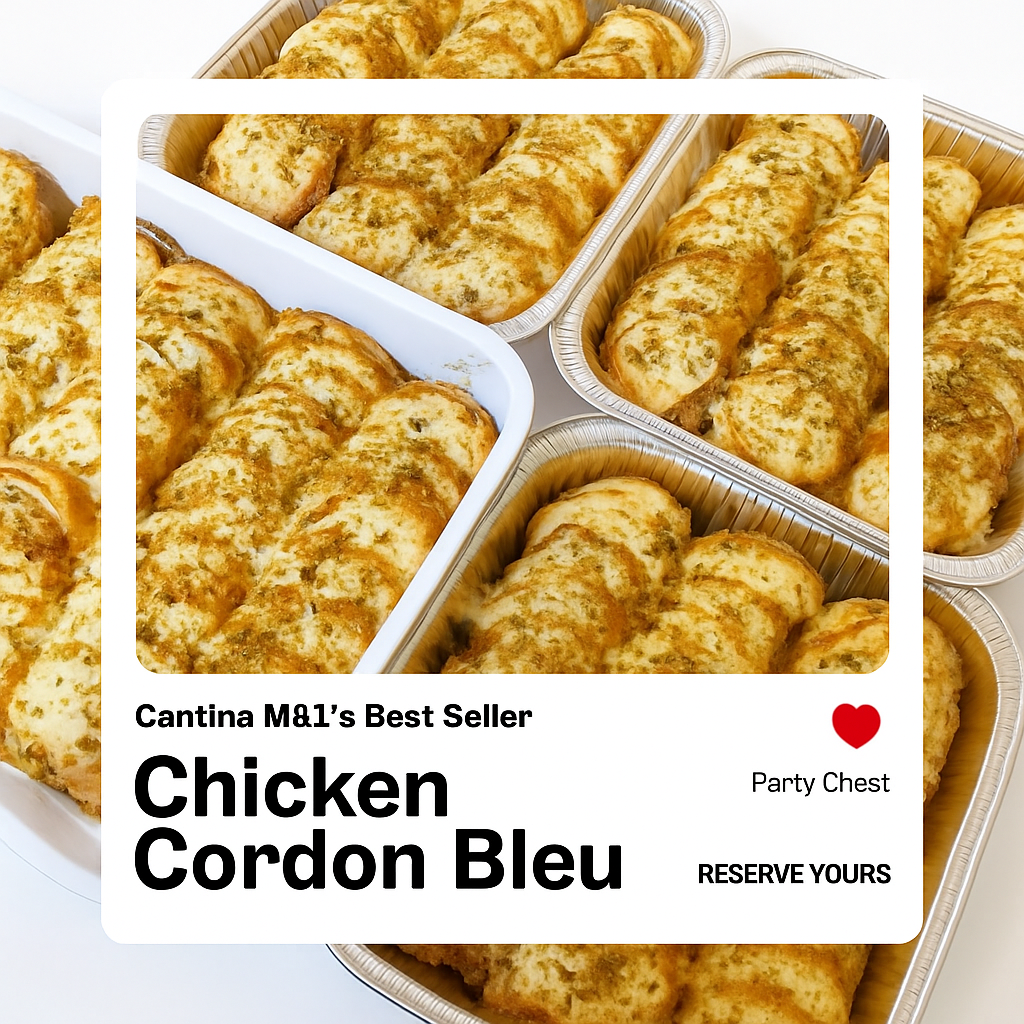 Cantina M&1's Best Seller
Chicken
Cordon Bleu
Party Chest
RESERVE YOURS